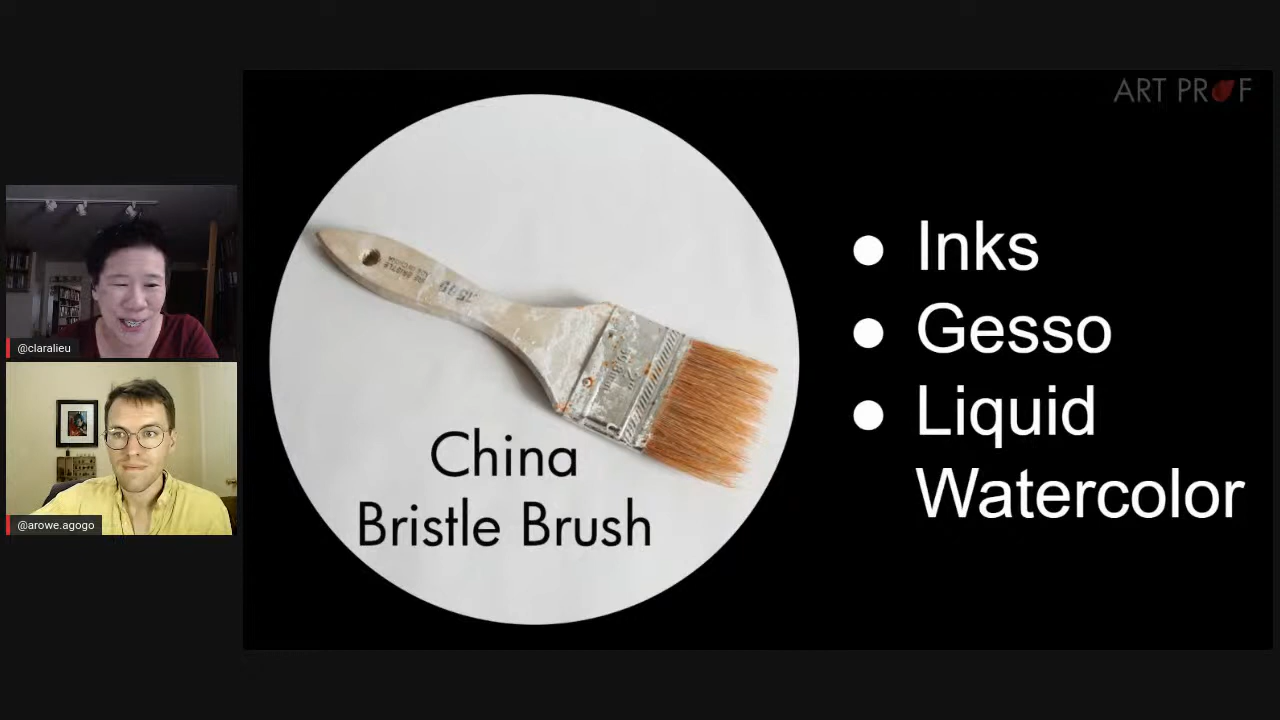 ART PROF
China
Bristle Brush
• Inks
• Gesso
• Liquid
Watercolor
@claralieu
@arowe.agogo